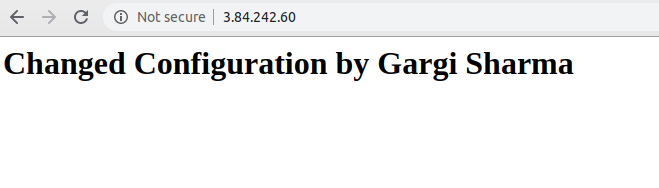 Not secure | 3.84.242.60
Changed Configuration by Gargi Sharma